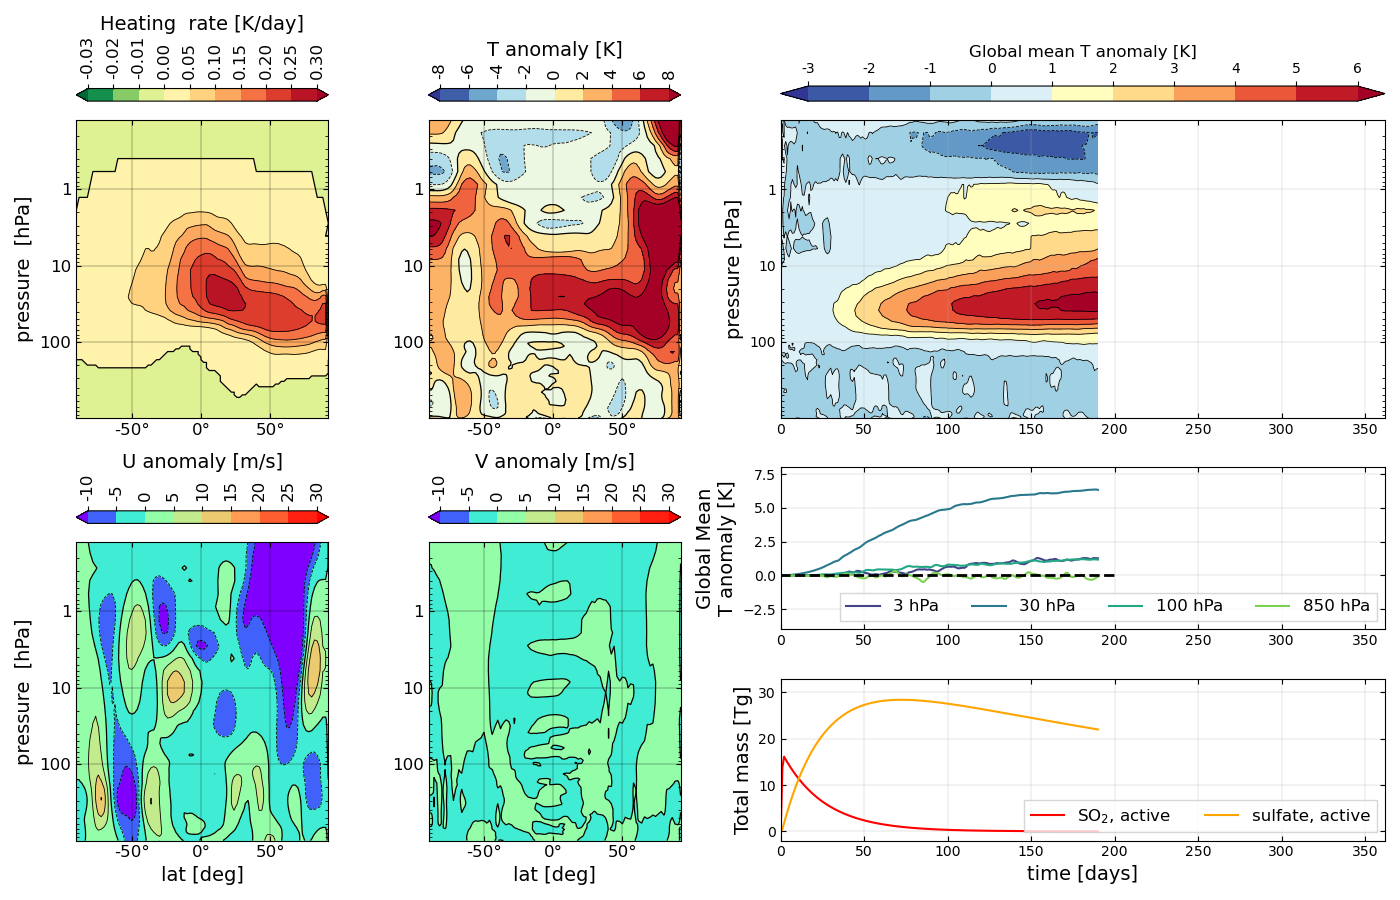 Heating  rate [K/day]
-0.03 -0.02 -0.01 0.00 0.05 0.10 0.15 0.20 0.25 0.30
pressure [hPa]
1
10
100
-50° 0° 50°
T anomaly [K]
-8 -6 -4 -2 0 2 4 6 8
1
10
100
-50° 0° 50°
Global mean T anomaly [K]
-3 -2 -1 0 1 2 3 4 5 6
pressure [hPa]
1
10
100
0 50 100 150 200 250 300 350
U anomaly [m/s]
-10 -5 0 5 10 15 20 25 30
pressure [hPa]
1
10
100
-50° 0° 50°
lat [deg]
V anomaly [m/s]
-10 -5 0 5 10 15 20 25 30
1
10
100
-50° 0° 50°
lat [deg]
Global Mean
T anomaly [K]
7.5
5.0
2.5
0.0
−2.5
3 hPa 30 hPa 100 hPa 850 hPa
0 50 100 150 200 250 300 350
Total mass [Tg]
30
20
10
0
SO₂, active sulfate, active
0 50 100 150 200 250 300 350
time [days]